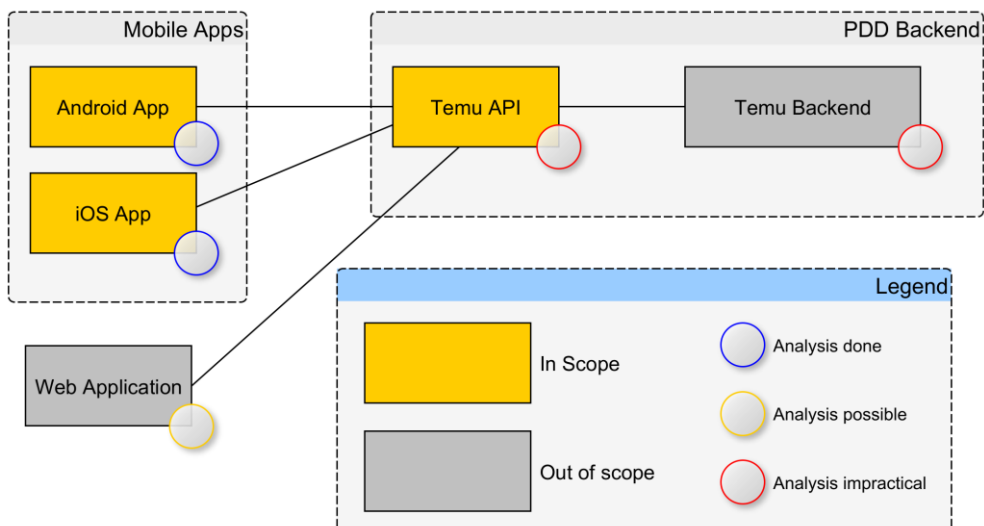 Mobile Apps
PDD Backend
Android App
Temu API
Temu Backend
iOS App
Legend
In Scope
Analysis done
Web Application
Analysis possible
Out of scope
Analysis impractical